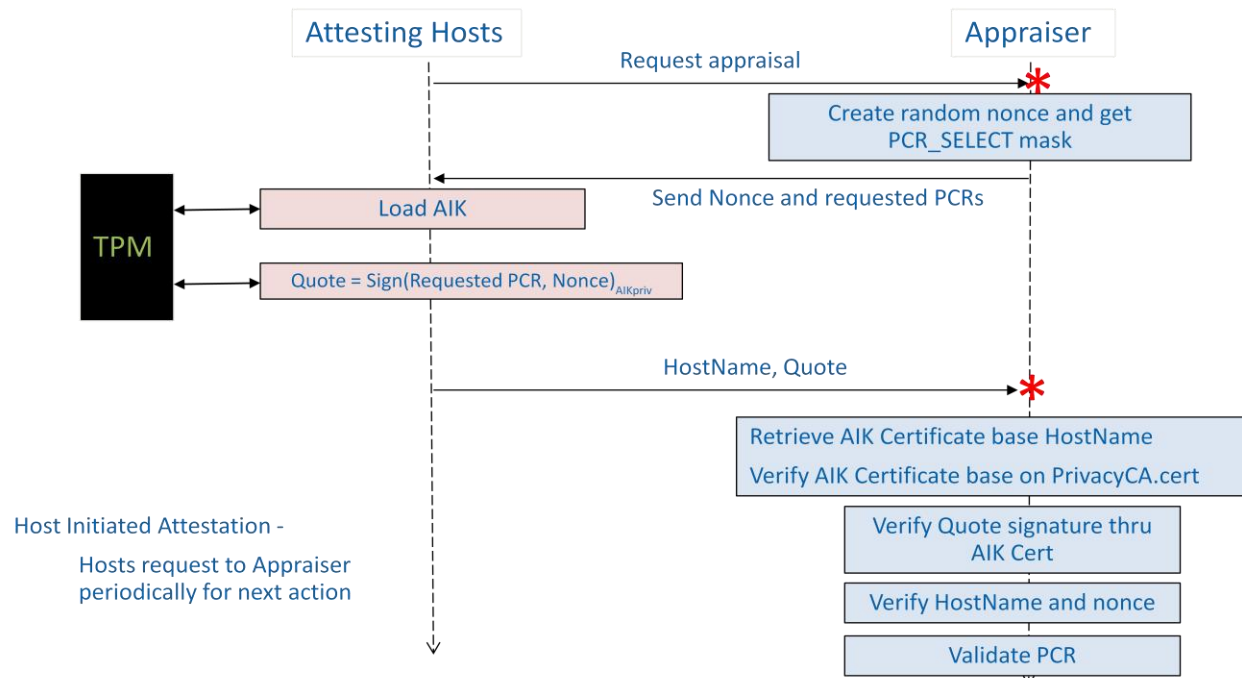 Attesting Hosts
Appraiser
Request appraisal
*
Create random nonce and get
PCR_SELECT mask
Send Nonce and requested PCRs
Load AIK
TPM
Quote = Sign(Requested PCR, Nonce)AIKpriv
HostName, Quote
*
Retrieve AIK Certificate base HostName
Verify AIK Certificate base on PrivacyCA.cert
Host Initiated Attestation -
Hosts request to Appraiser
periodically for next action
Verify Quote signature thru
AIK Cert
Verify HostName and nonce
Validate PCR